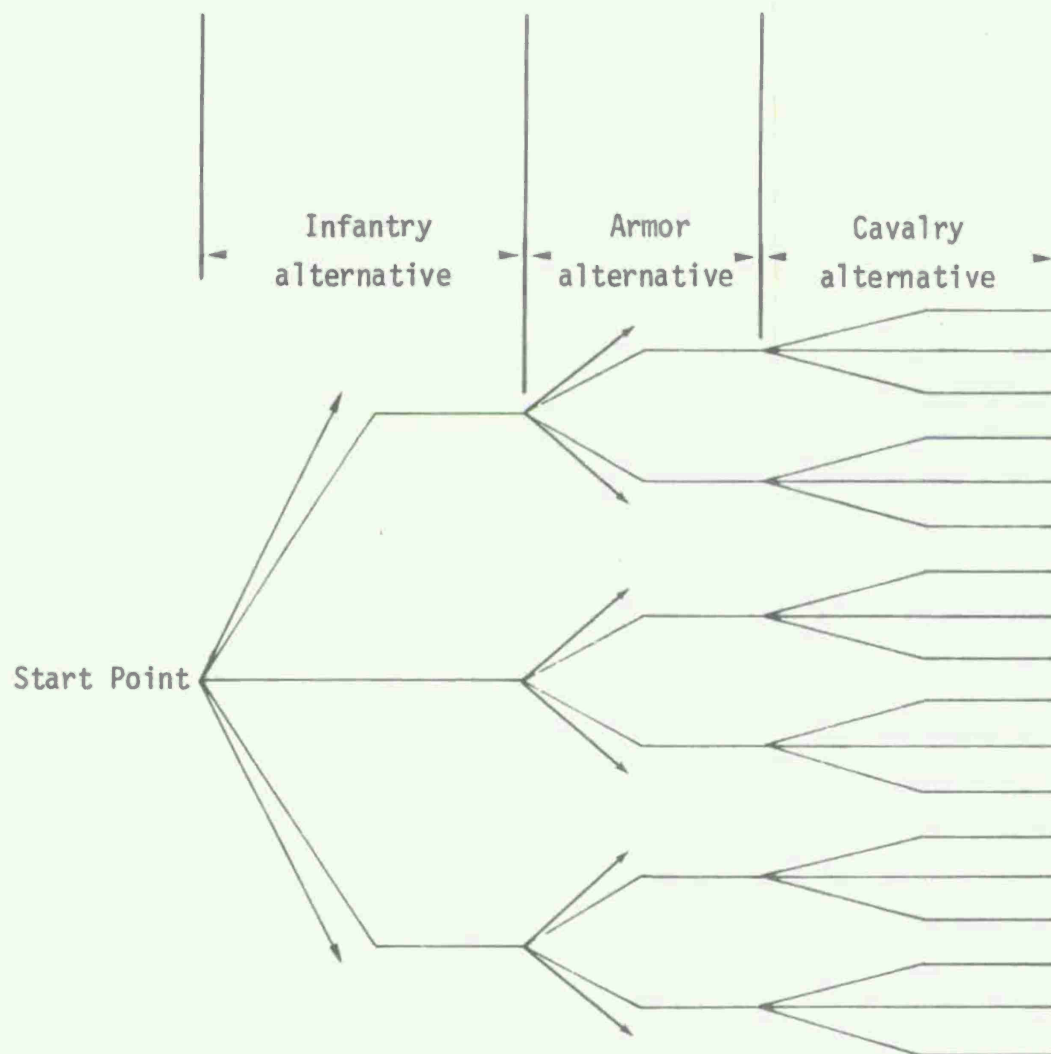 Infantry
alternative
Armor
alternative
Cavalry
alternative
Start Point